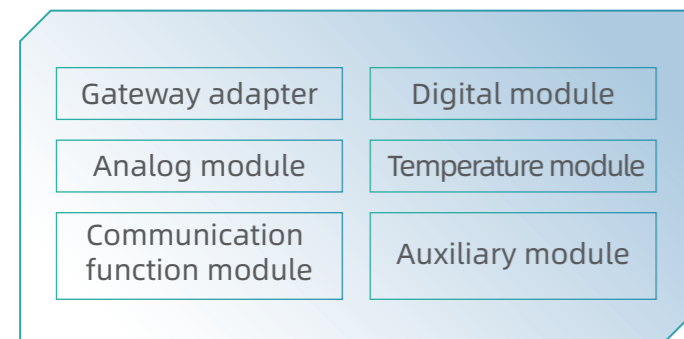 Gateway adapter
Digital module
Analog module
Temperature module
Communication
function module
Auxiliary module